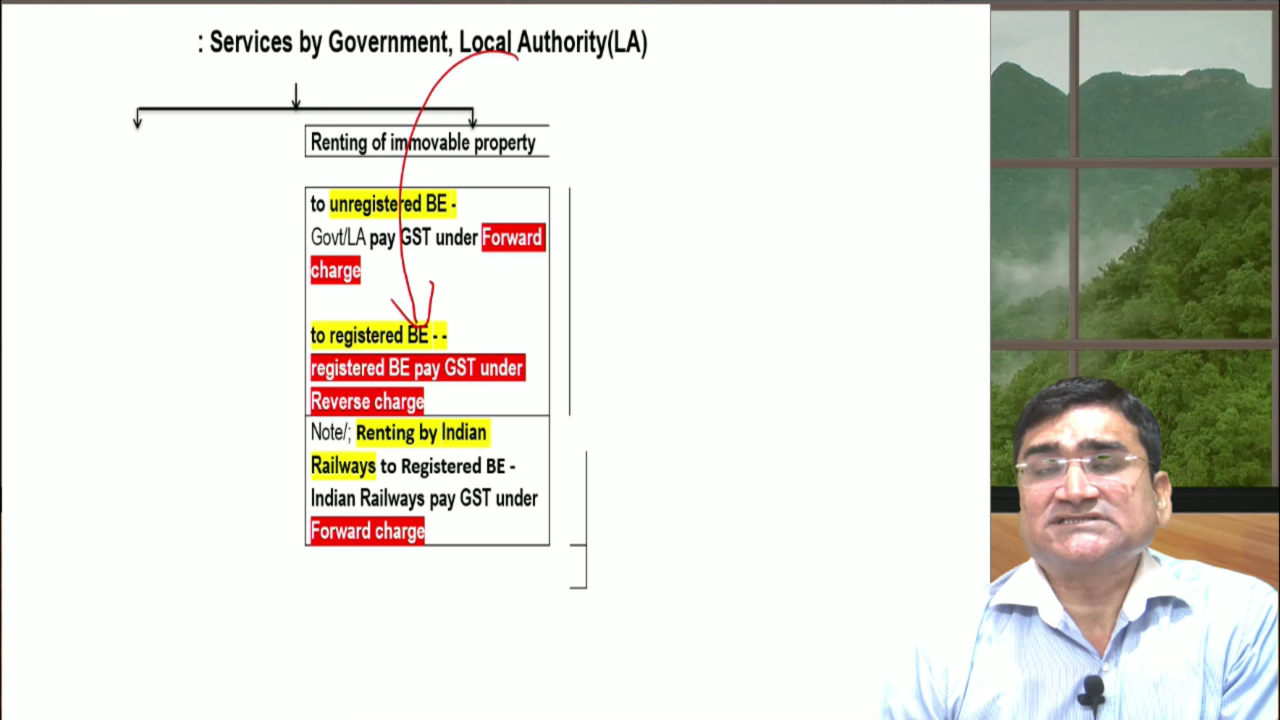 : Services by Government, Local Authority(LA)
Renting of immovable property
to unregistered BE -
Govt/LA pay GST under Forward
charge
to registered BE - -
registered BE pay GST under
Reverse charge
Note/; Renting by Indian
Railways to Registered BE -
Indian Railways pay GST under
Forward charge